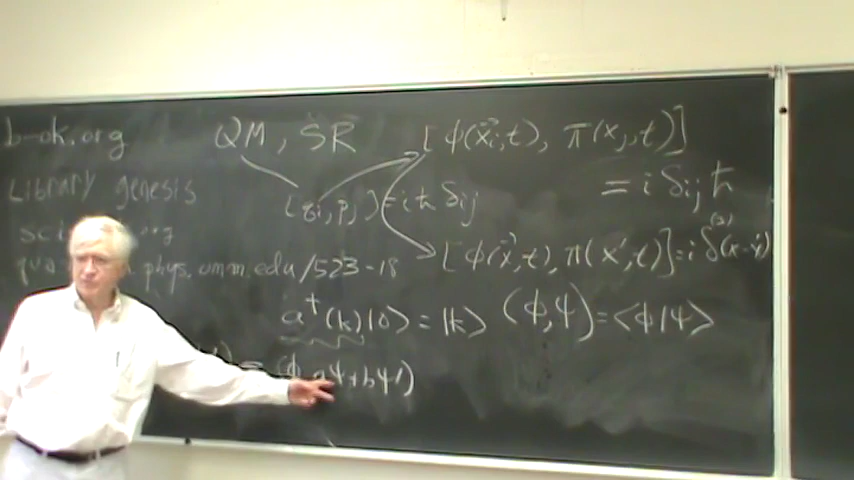 b-ok.org
Library genesis
sci
phys.unm.edu/523-18
QM, SR
[qi, pj] = iħ δij
[ϕ(x⃗i,t), π(xj,t)]
= i δij ħ
[ϕ(x⃗,t), π(x',t)] = i δ⁽³⁾(x-x')
a†(k)|0> = |k> (ϕ,ψ) = <ϕ|ψ>
= (ϕ, aψ+bψ')